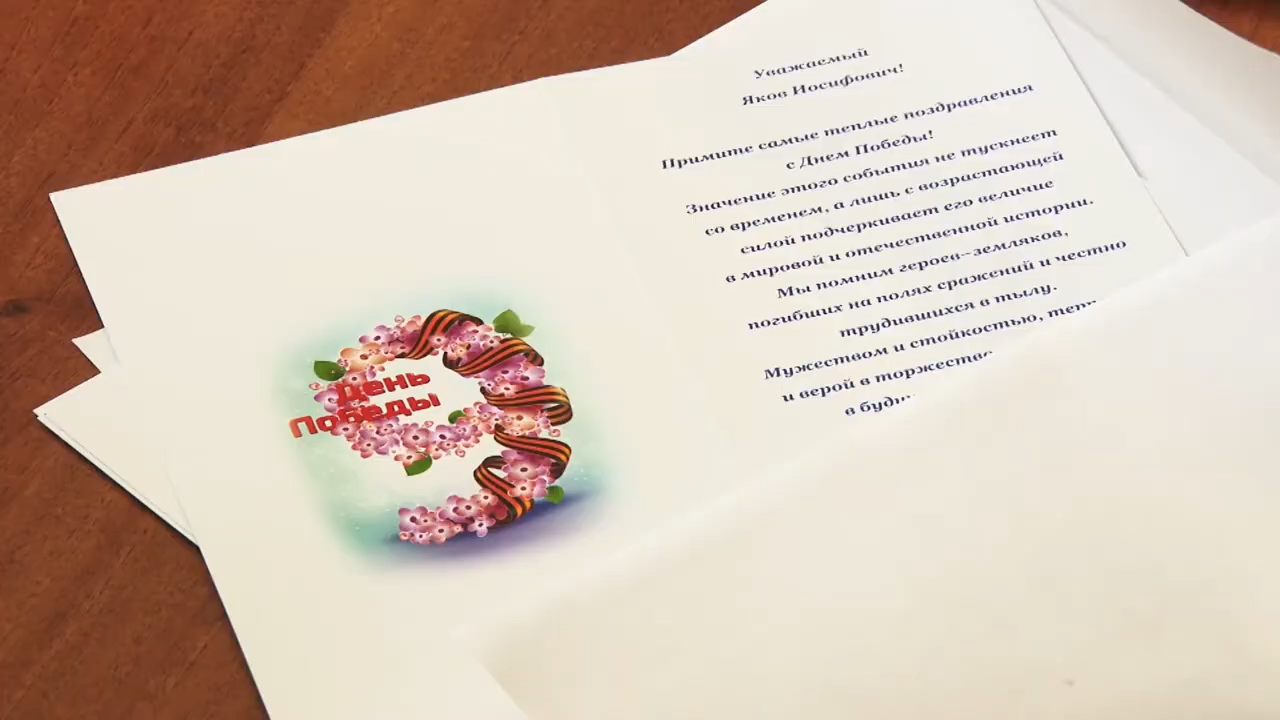 День
Победы
Уважаемый
Яков Иосифович!
Примите самые теплые поздравления
с Днем Победы!
Значение этого события не тускнеет
со временем, а лишь с возрастающей
силой подчеркивает его величие
в мировой и отечественной истории.
Мы помним героев-земляков,
погибших на полях сражений и честно
трудившихся в тылу.
Мужеством и стойкостью,
и верой в
в